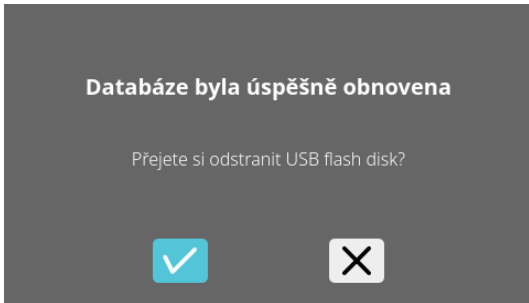 Databáze byla úspěšně obnovena
Přejete si odstranit USB flash disk?